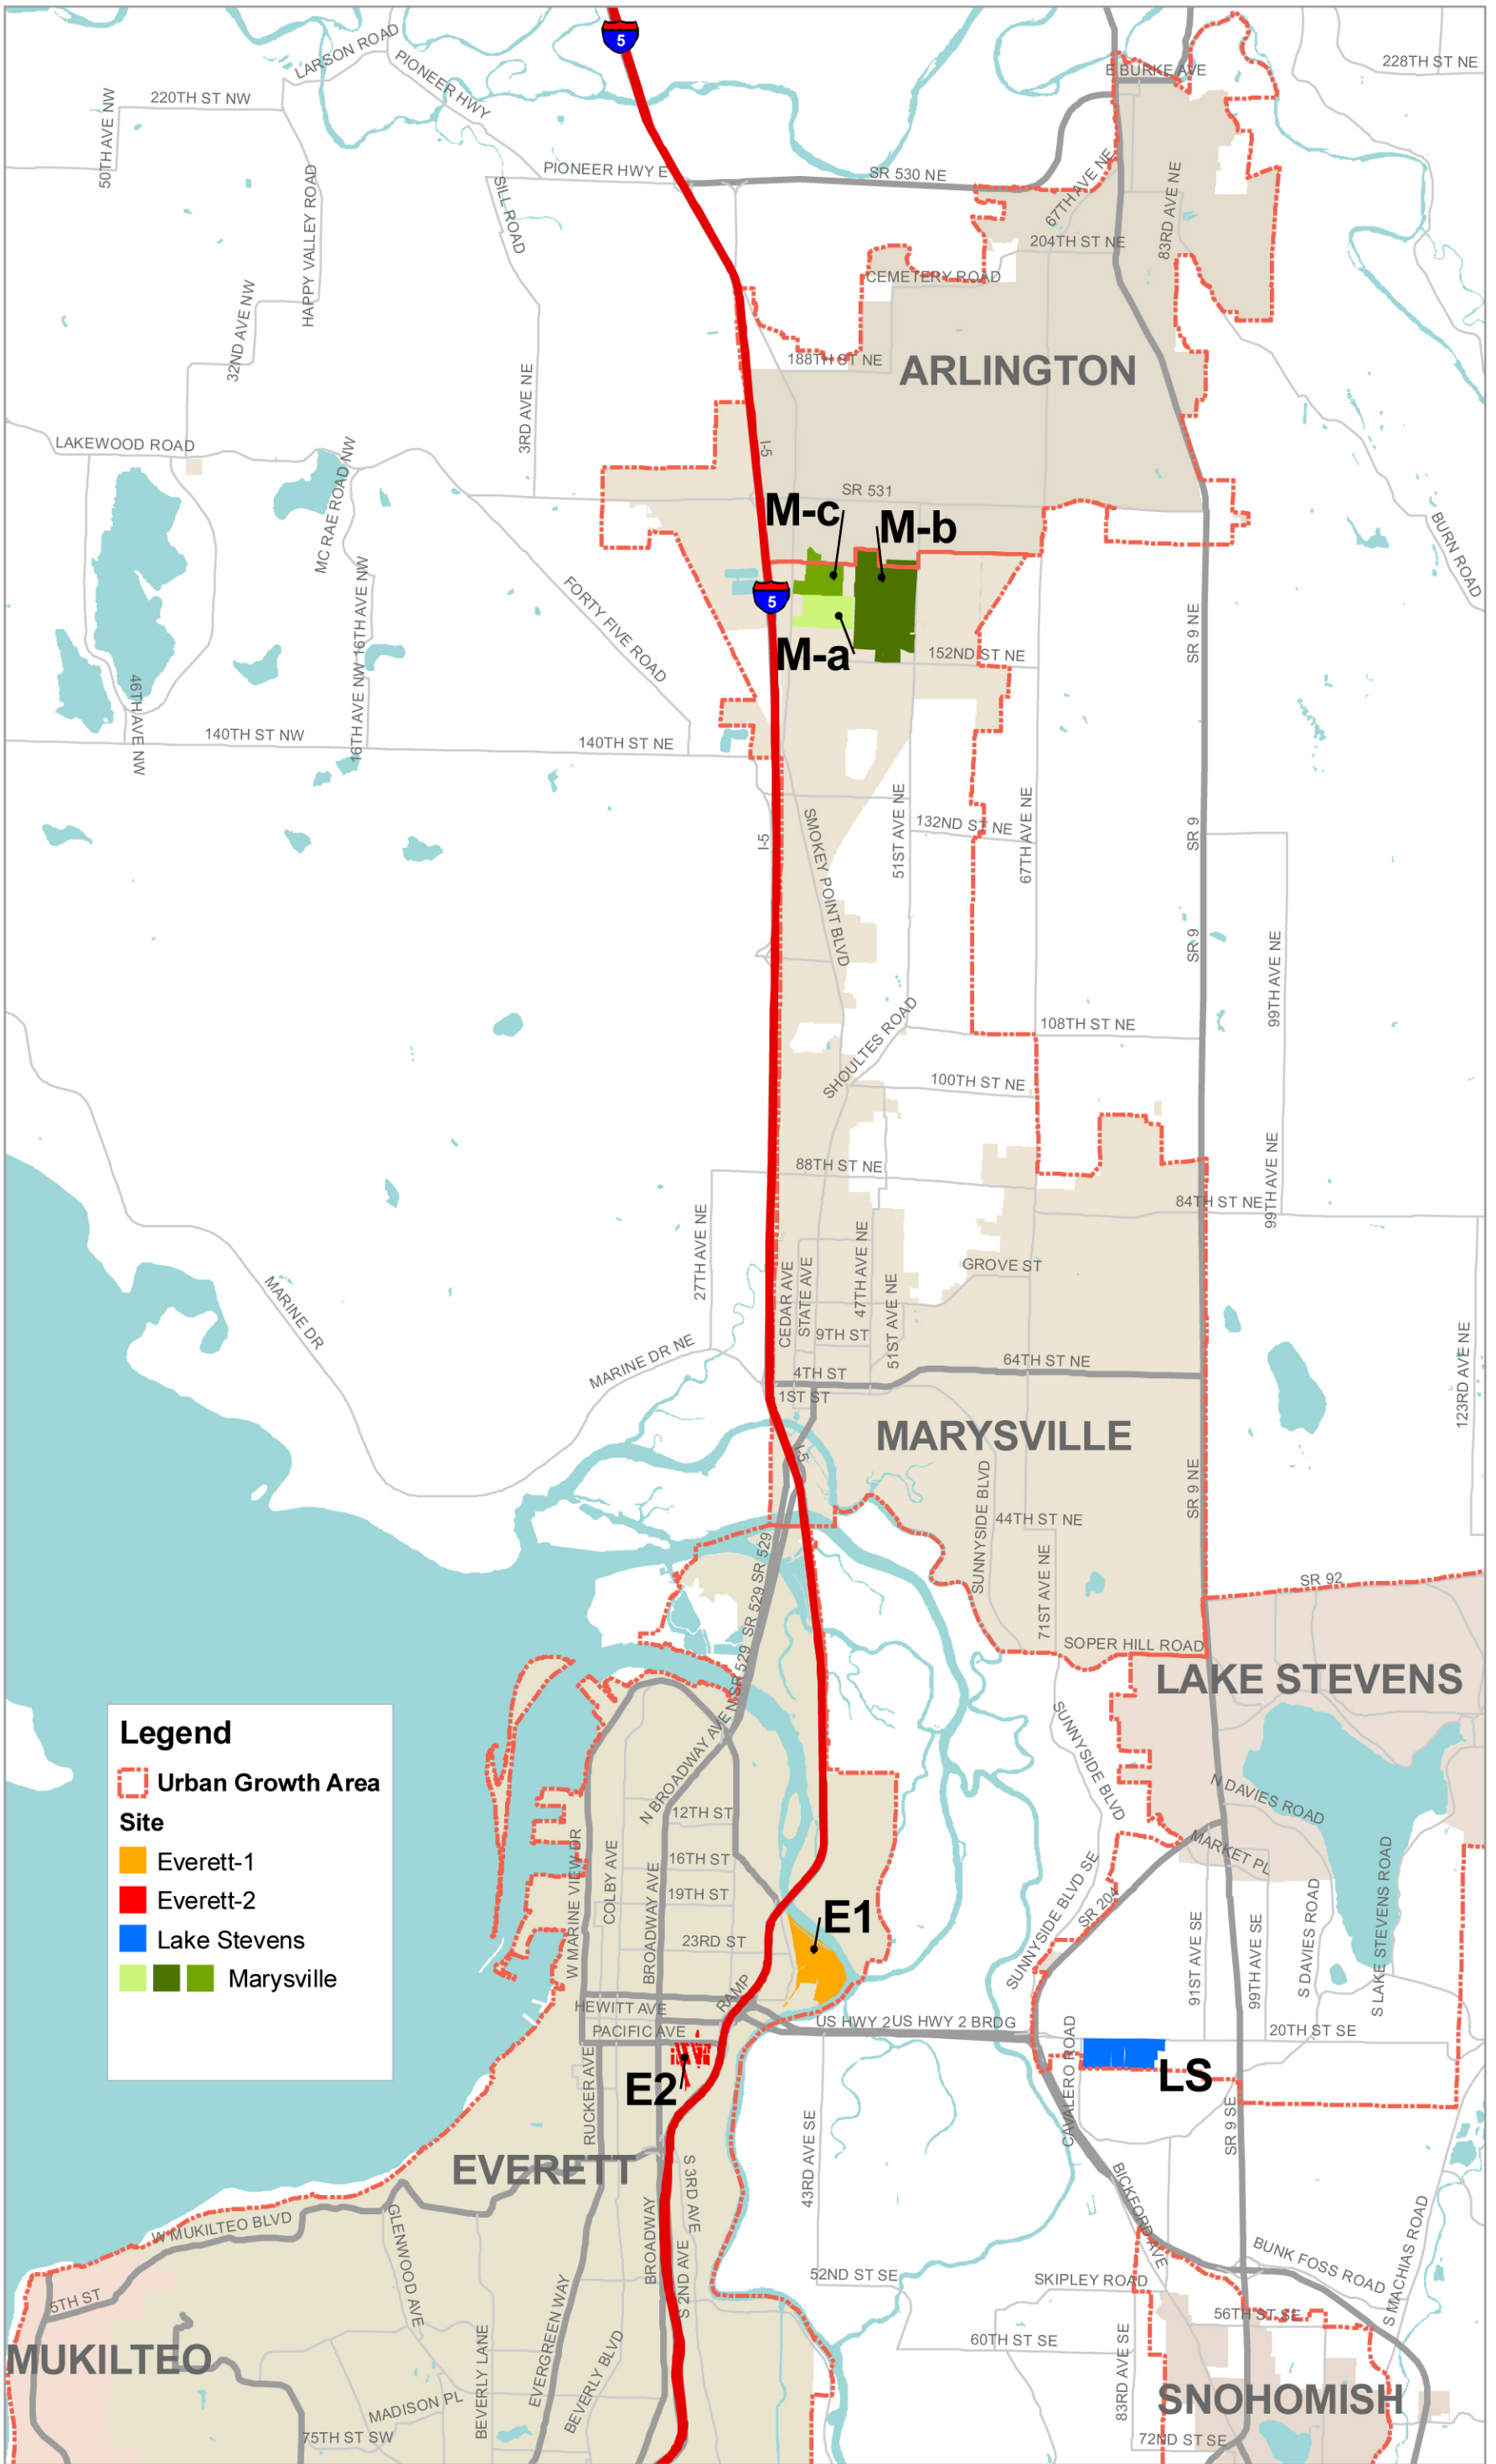 5
LARSON ROAD
PIONEER HWY
228TH ST NE
E BURKE AVE
220TH ST NW
50TH AVE NW
PIONEER HWY E
SR 530 NE
67TH AVE NE
83RD AVE NE
SILL ROAD
HAPPY VALLEY ROAD
204TH ST NE
CEMETERY ROAD
32ND AVE NW
188TH ST NE
ARLINGTON
3RD AVE NE
LAKEWOOD ROAD
MC RAE ROAD NW
I-5
SR 531
M-c
M-b
BURN ROAD
5
FORTY FIVE ROAD
16TH AVE NW
16TH AVE NW
M-a
152ND ST NE
SR 9 NE
46TH AVE NW
140TH ST NW
140TH ST NE
I-5
SMOKEY POINT BLVD
51ST AVE NE
132ND ST NE
67TH AVE NE
SR 9
SR 9
99TH AVE NE
SHOULTES ROAD
108TH ST NE
100TH ST NE
88TH ST NE
84TH ST NE
99TH AVE NE
27TH AVE NE
MARINE DR
CEDAR AVE
STATE AVE
47TH AVE NE
51ST AVE NE
GROVE ST
9TH ST
MARINE DR NE
4TH ST
64TH ST NE
1ST ST
123RD AVE NE
MARYSVILLE
I-5
SUNNYSIDE BLVD
44TH ST NE
SR 9 NE
71ST AVE NE
SR 529
SR 529
SR 92
SOPER HILL ROAD
N SR 529
LAKE STEVENS
SUNNYSIDE BLVD
N BROADWAY AVE
N DAVIES ROAD
Legend
Urban Growth Area
Site
Everett-1
Everett-2
Lake Stevens
Marysville
12TH ST
16TH ST
19TH ST
23RD ST
W MARINE VIEW DR
COLBY AVE
BROADWAY AVE
MARKET PL
SR 204
SUNNYSIDE BLVD SE
E1
91ST AVE SE
99TH AVE SE
S DAVIES ROAD
S LAKE STEVENS ROAD
RAMP
HEWITT AVE
PACIFIC AVE
US HWY 2
US HWY 2 BRDG
20TH ST SE
CAVALERO ROAD
E2
LS
RUCKER AVE
43RD AVE SE
SR 9 SE
EVERETT
S 3RD AVE
BICKFORD AVE
W MUKILTEO BLVD
GLENWOOD AVE
BROADWAY
S 2ND AVE
52ND ST SE
SKIPLEY ROAD
BUNK FOSS ROAD
S MACHIAS ROAD
5TH ST
56TH ST SE
60TH ST SE
MUKILTEO
BEVERLY LANE
EVERGREEN WAY
BEVERLY BLVD
83RD AVE SE
SNOHOMISH
MADISON PL
75TH ST SW
72ND ST SE